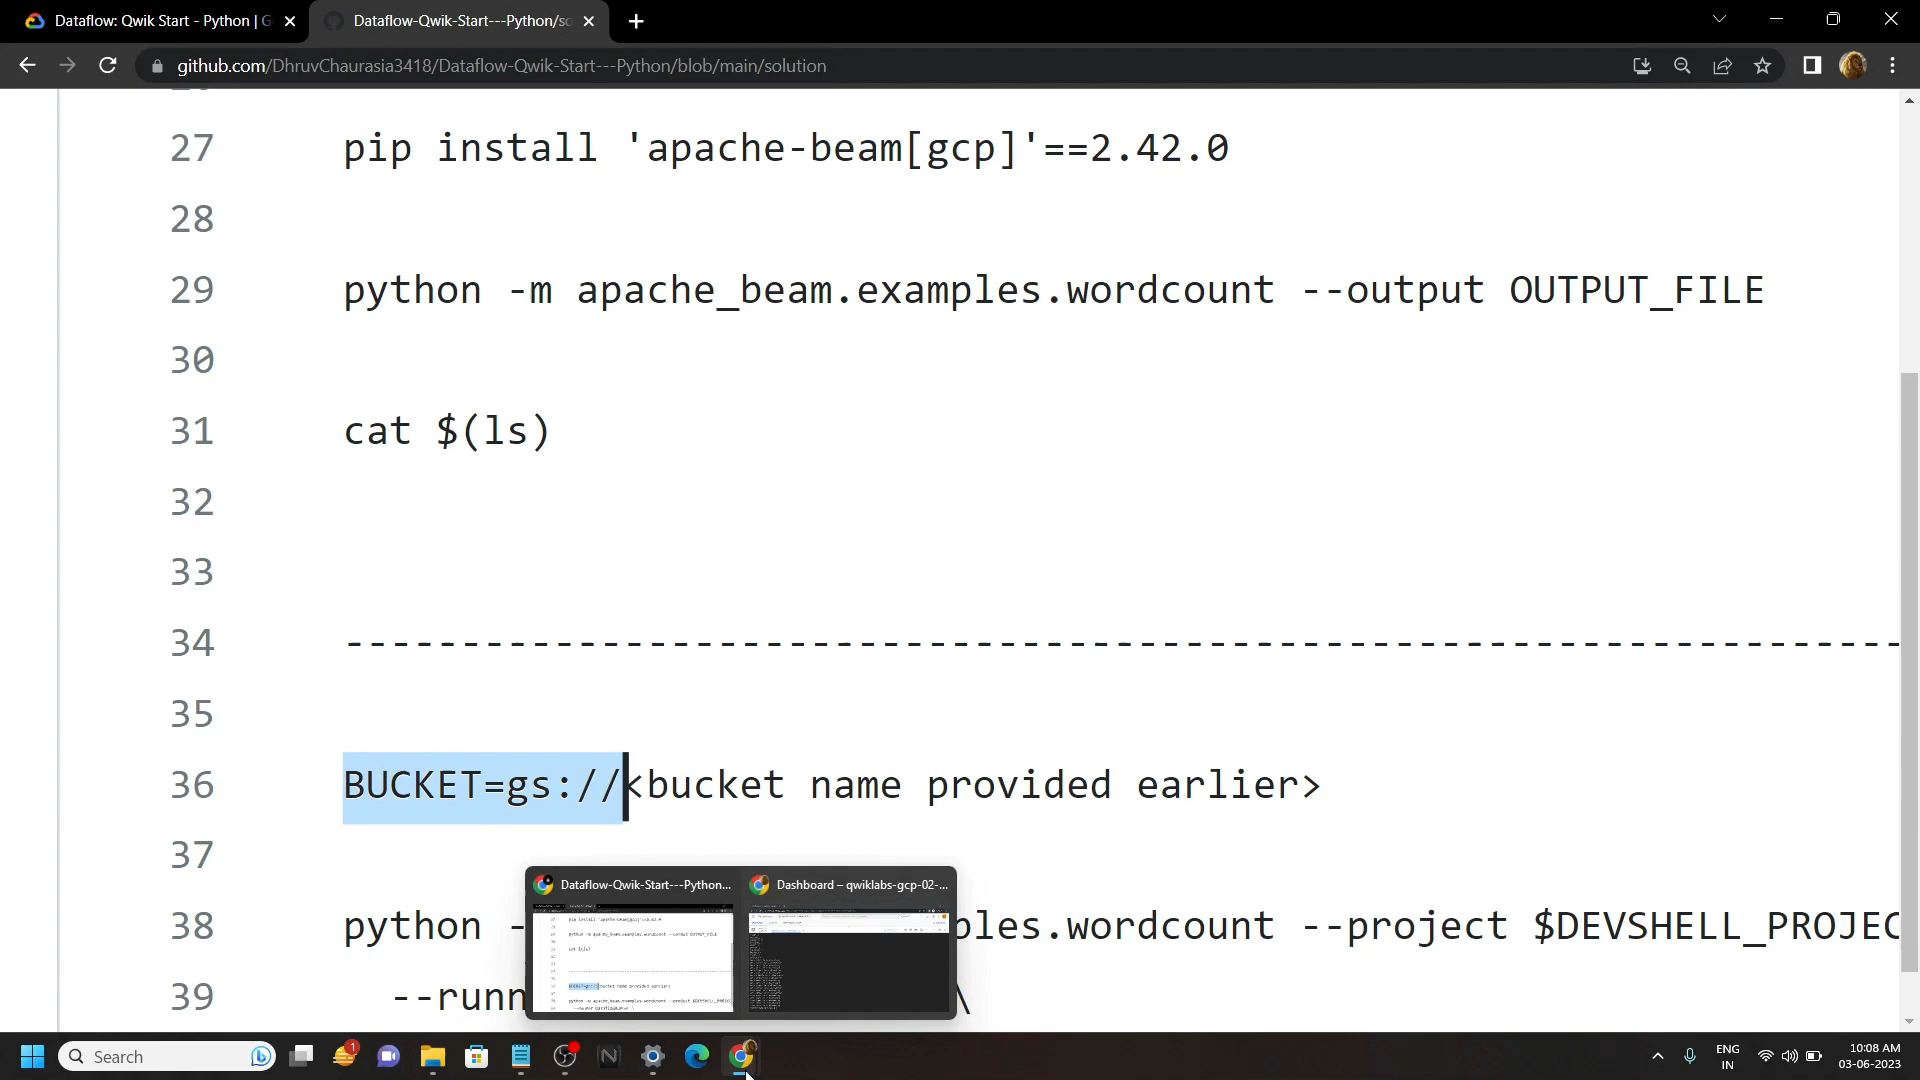 Dataflow: Qwik Start - Python | G
Dataflow-Qwik-Start---Python/so
github.com/DhruvChaurasia3418/Dataflow-Qwik-Start---Python/blob/main/solution
27 pip install 'apache-beam[gcp]'==2.42.0
28
29 python -m apache_beam.examples.wordcount --output OUTPUT_FILE
30
31 cat $(ls)
32
33
34 ------------------------------------------------------------------
35
36 BUCKET=gs://<bucket name provided earlier>
37
Dataflow-Qwik-Start---Python... Dashboard – qwiklabs-gcp-02-...
38 python - ples.wordcount --project $DEVSHELL_PROJEC
39 --runn \
Search
1
ENG
IN
10:08 AM
03-06-2023